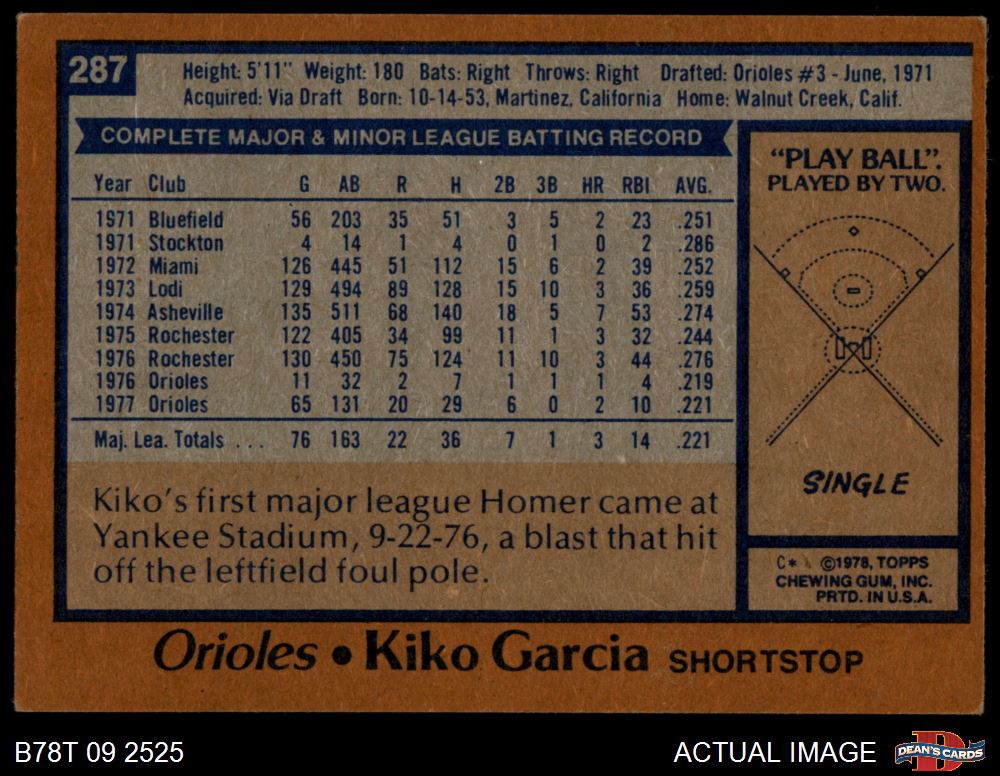 287
Height: 5'11" Weight: 180 Bats: Right Throws: Right Drafted: Orioles #3 - June, 1971
Acquired: Via Draft Born: 10-14-53, Martinez, California Home: Walnut Creek, Calif.
COMPLETE MAJOR & MINOR LEAGUE BATTING RECORD
Year Club G AB R H 2B 3B HR RBI AVG.
1971 Bluefield 56 203 35 51 3 5 2 23 .251
1971 Stockton 4 14 1 4 0 1 0 2 .286
1972 Miami 126 445 51 112 15 6 2 39 .252
1973 Lodi 129 494 89 128 15 10 3 36 .259
1974 Asheville 135 511 68 140 18 5 7 53 .274
1975 Rochester 122 405 34 99 11 1 3 32 .244
1976 Rochester 130 450 75 124 11 10 3 44 .276
1976 Orioles 11 32 2 7 1 1 1 4 .219
1977 Orioles 65 131 20 29 6 0 2 10 .221
Maj. Lea. Totals . . . 76 163 22 36 7 1 3 14 .221
Kiko's first major league Homer came at
Yankee Stadium, 9-22-76, a blast that hit
off the leftfield foul pole.
"PLAY BALL".
PLAYED BY TWO.
SINGLE
C* ©1978, TOPPS
CHEWING GUM, INC.
PRTD. IN U.S.A.
Orioles • Kiko Garcia SHORTSTOP
B78T 09 2525
ACTUAL IMAGE
DEAN'S CARDS